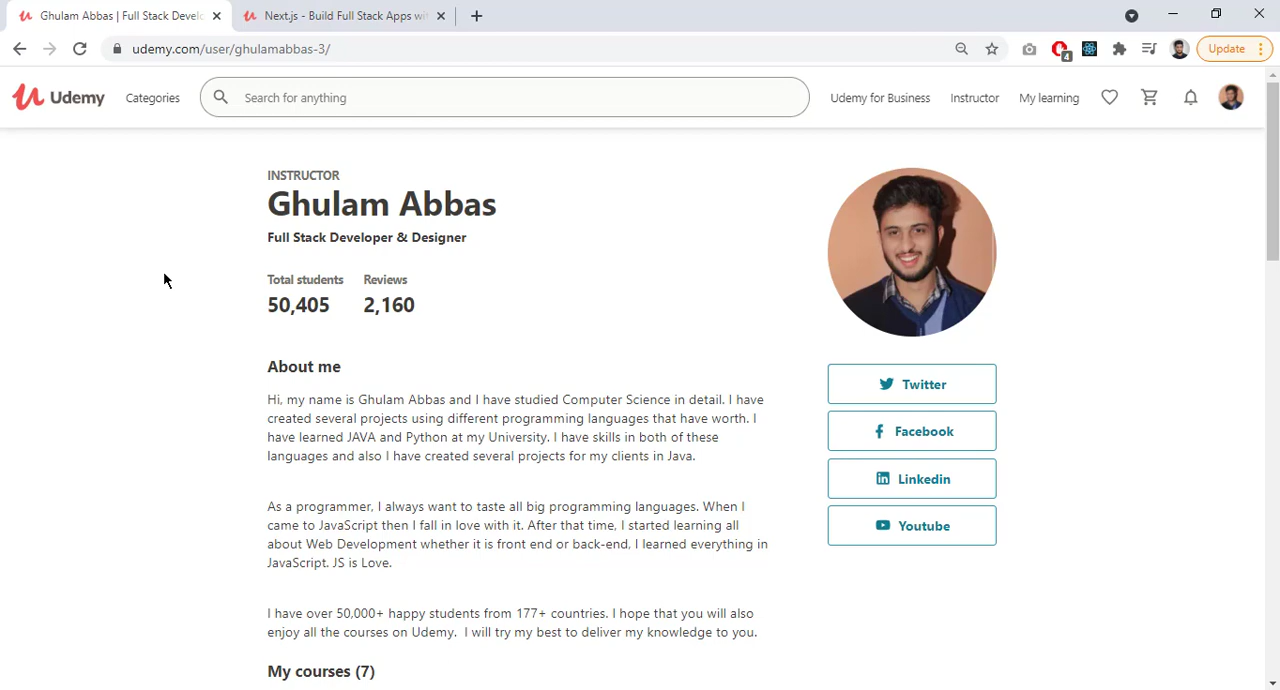 Ghulam Abbas | Full Stack Develo
Next.js - Build Full Stack Apps wit
udemy.com/user/ghulamabbas-3/
4
Update
Udemy
Categories
Search for anything
Udemy for Business
Instructor
My learning
INSTRUCTOR
Ghulam Abbas
Full Stack Developer & Designer
Total students
Reviews
50,405
2,160
About me
Hi, my name is Ghulam Abbas and I have studied Computer Science in detail. I have
created several projects using different programming languages that have worth. I
have learned JAVA and Python at my University. I have skills in both of these
languages and also I have created several projects for my clients in Java.
As a programmer, I always want to taste all big programming languages. When I
came to JavaScript then I fall in love with it. After that time, I started learning all
about Web Development whether it is front end or back-end, I learned everything in
JavaScript. JS is Love.
I have over 50,000+ happy students from 177+ countries. I hope that you will also
enjoy all the courses on Udemy.  I will try my best to deliver my knowledge to you.
My courses (7)
Twitter
Facebook
Linkedin
Youtube